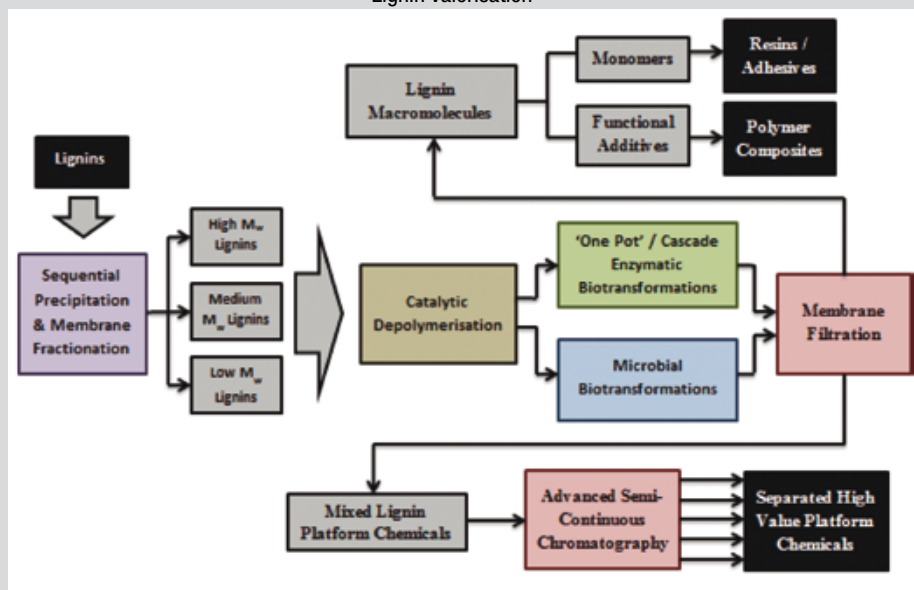 Lignin Valorisation
Lignins
Sequential
Precipitation
& Membrane
Fractionation
High Mw
Lignins
Medium
Mw Lignins
Low Mw
Lignins
Catalytic
Depolymerisation
'One Pot' / Cascade
Enzymatic
Biotransformations
Microbial
Biotransformations
Membrane
Filtration
Lignin
Macromolecules
Monomers
Resins /
Adhesives
Functional
Additives
Polymer
Composites
Mixed Lignin
Platform Chemicals
Advanced Semi-
Continuous
Chromatography
Separated High
Value Platform
Chemicals